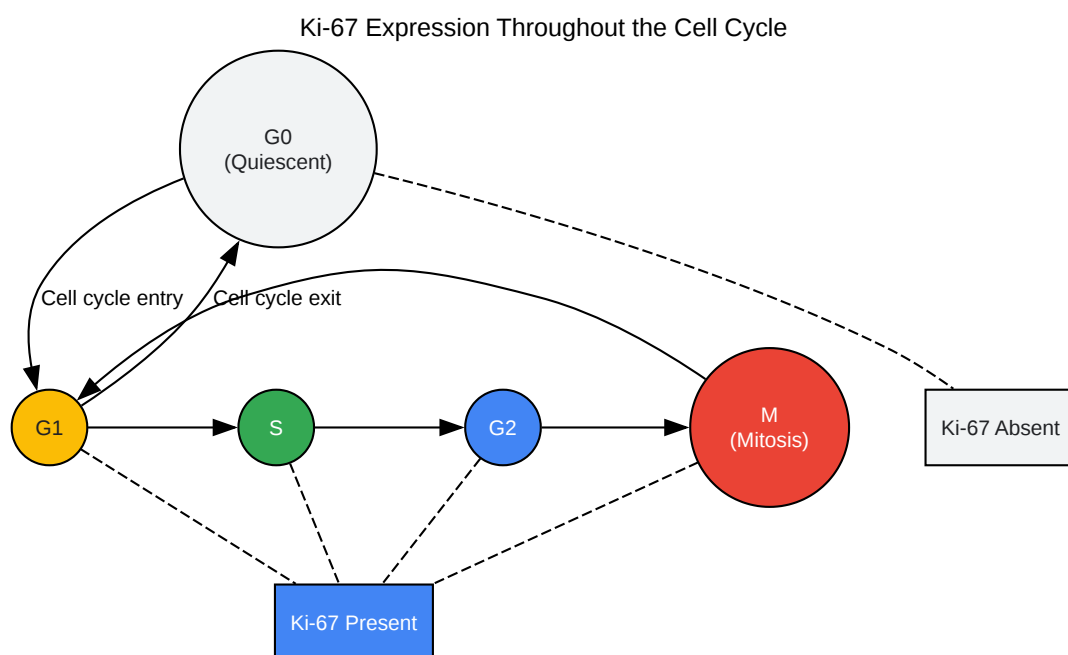 Ki-67 Expression Throughout the Cell Cycle
G0
(Quiescent)
Cell cycle entry
Cell cycle exit
G1
S
G2
M
(Mitosis)
Ki-67 Absent
Ki-67 Present